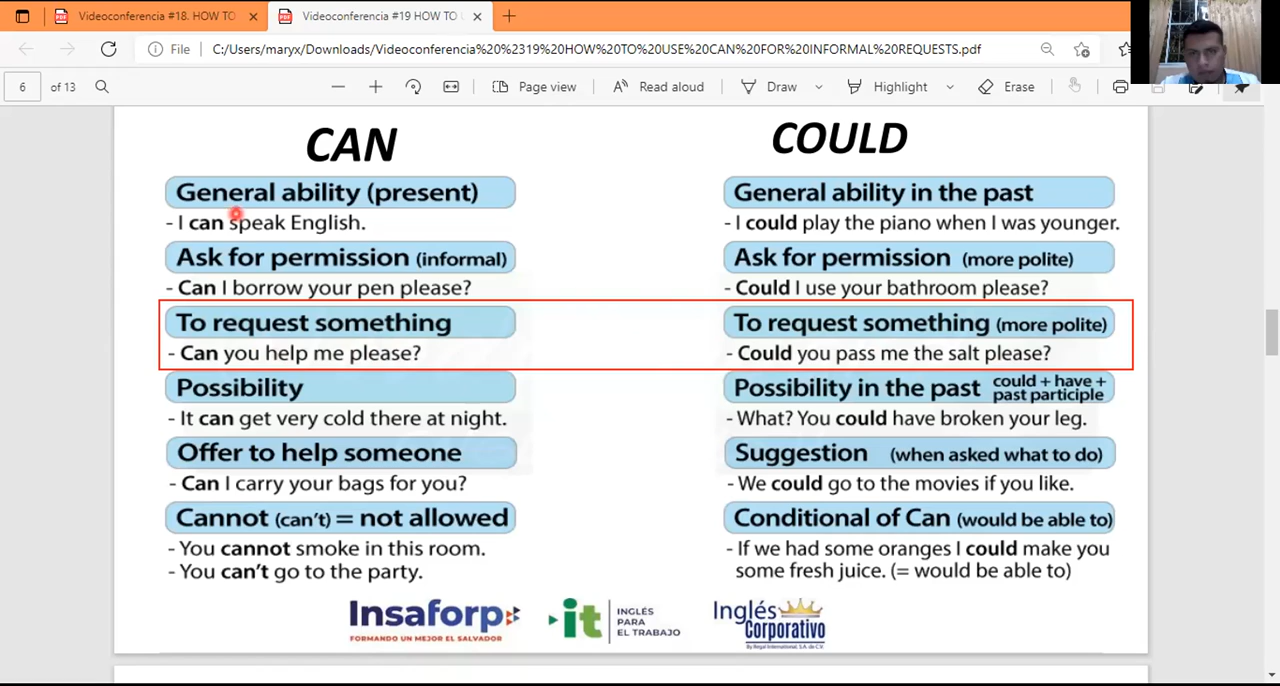 Videoconferencia #18. HOW TO
Videoconferencia #19 HOW TO
File
C:/Users/maryx/Downloads/Videoconferencia%20%2319%20HOW%20TO%20USE%20CAN%20FOR%20INFORMAL%20REQUESTS.pdf
6 of 13
Page view
Read aloud
Draw
Highlight
Erase
CAN
General ability (present)
- I can speak English.
Ask for permission (informal)
- Can I borrow your pen please?
To request something
- Can you help me please?
Possibility
- It can get very cold there at night.
Offer to help someone
- Can I carry your bags for you?
Cannot (can't) = not allowed
- You cannot smoke in this room.
- You can't go to the party.
COULD
General ability in the past
- I could play the piano when I was younger.
Ask for permission (more polite)
- Could I use your bathroom please?
To request something (more polite)
- Could you pass me the salt please?
Possibility in the past could + have + past participle
- What? You could have broken your leg.
Suggestion (when asked what to do)
- We could go to the movies if you like.
Conditional of Can (would be able to)
- If we had some oranges I could make you
some fresh juice. (= would be able to)
Insaforp
FORMANDO UN MEJOR EL SALVADOR
it
INGLÉS
PARA
EL TRABAJO
Inglés
Corporativo
By Regal International, S.A. de C.V.